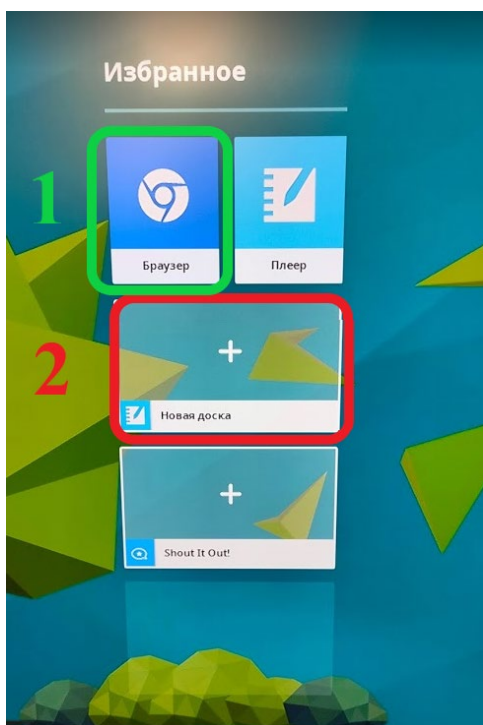 Избранное
1
Браузер
Плеер
2
Новая доска
Shout It Out!